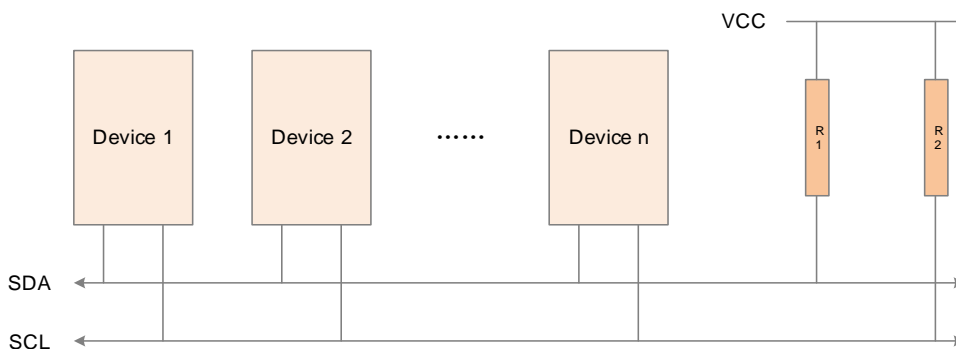 VCC
Device 1
Device 2
......
Device n
R
1
R
2
SDA
SCL